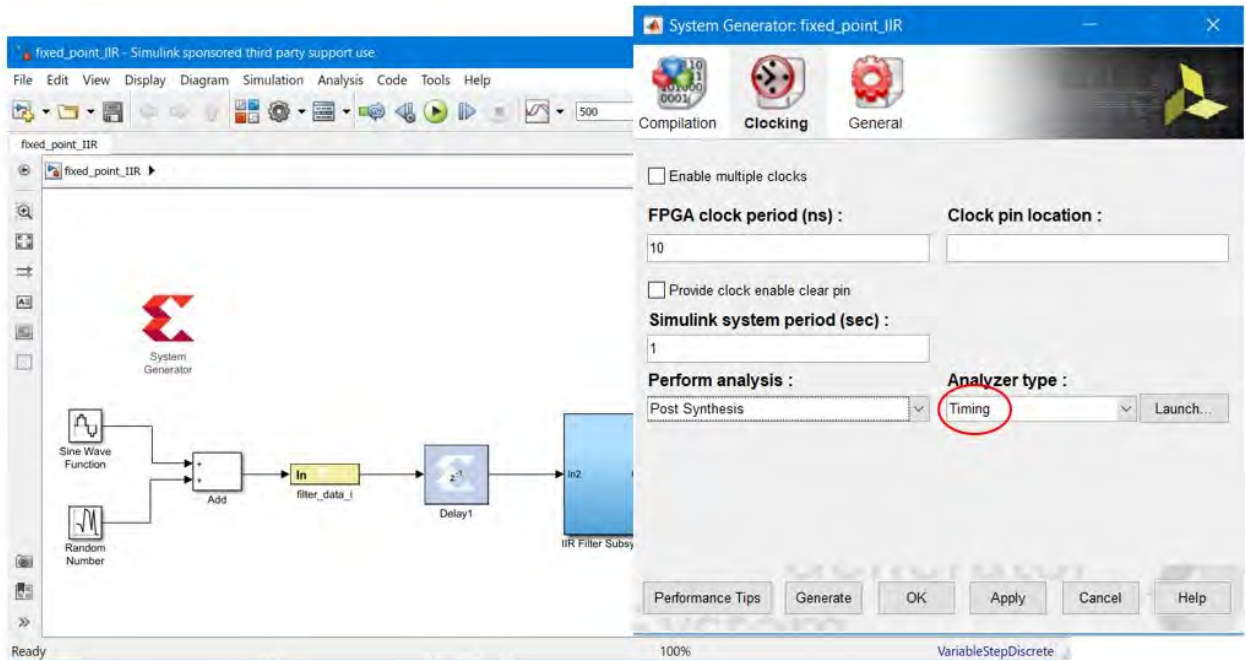 System Generator: fixed_point_IIR
fixed_point_IIR - Simulink sponsored third party support use
File Edit View Display Diagram Simulation Analysis Code Tools Help
500
fixed_point_IIR
fixed_point_IIR
System
Generator
Sine Wave
Function
Random
Number
+
+
Add
In
filter_data_i
z-1
Delay1
In2
IIR Filter Subsy
Ready
Compilation Clocking General
Enable multiple clocks
FPGA clock period (ns) : Clock pin location :
10
Provide clock enable clear pin
Simulink system period (sec) :
1
Perform analysis : Analyzer type :
Post Synthesis Timing Launch...
Performance Tips Generate OK Apply Cancel Help
100% VariableStepDiscrete